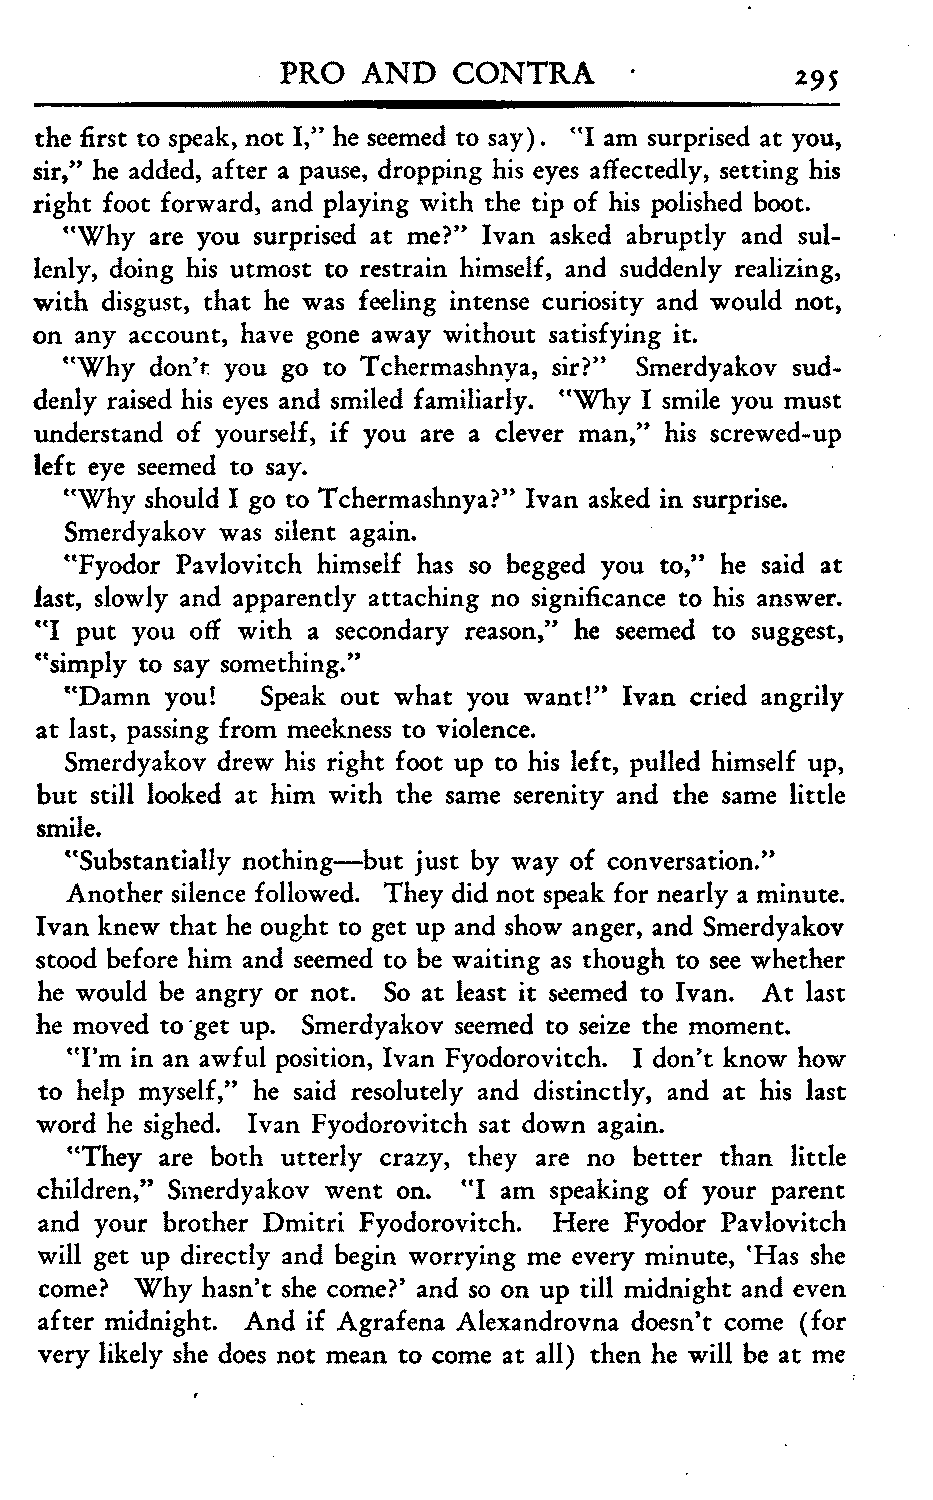 PRO AND CONTRA 295
the first to speak, not I,” he seemed to say). “I am surprised at you,
sir,” he added, after a pause, dropping his eyes affectedly, setting his
right foot forward, and playing with the tip of his polished boot.
“Why are you surprised at me?” Ivan asked abruptly and sul-
lenly, doing his utmost to restrain himself, and suddenly realizing,
with disgust, that he was feeling intense curiosity and would not,
on any account, have gone away without satisfying it.
“Why don’t you go to Tchermashnya, sir?” Smerdyakov sud-
denly raised his eyes and smiled familiarly. “Why I smile you must
understand of yourself, if you are a clever man,” his screwed-up
left eye seemed to say.
“Why should I go to Tchermashnya?” Ivan asked in surprise.
Smerdyakov was silent again.
“Fyodor Pavlovitch himself has so begged you to,” he said at
last, slowly and apparently attaching no significance to his answer.
“I put you off with a secondary reason,” he seemed to suggest,
“simply to say something.”
“Damn you! Speak out what you want!” Ivan cried angrily
at last, passing from meekness to violence.
Smerdyakov drew his right foot up to his left, pulled himself up,
but still looked at him with the same serenity and the same little
smile.
“Substantially nothing—but just by way of conversation.”
Another silence followed. They did not speak for nearly a minute.
Ivan knew that he ought to get up and show anger, and Smerdyakov
stood before him and seemed to be waiting as though to see whether
he would be angry or not. So at least it seemed to Ivan. At last
he moved to get up. Smerdyakov seemed to seize the moment.
“I’m in an awful position, Ivan Fyodorovitch. I don’t know how
to help myself,” he said resolutely and distinctly, and at his last
word he sighed. Ivan Fyodorovitch sat down again.
“They are both utterly crazy, they are no better than little
children,” Smerdyakov went on. “I am speaking of your parent
and your brother Dmitri Fyodorovitch. Here Fyodor Pavlovitch
will get up directly and begin worrying me every minute, ‘Has she
come? Why hasn’t she come?’ and so on up till midnight and even
after midnight. And if Agrafena Alexandrovna doesn’t come (for
very likely she does not mean to come at all) then he will be at me